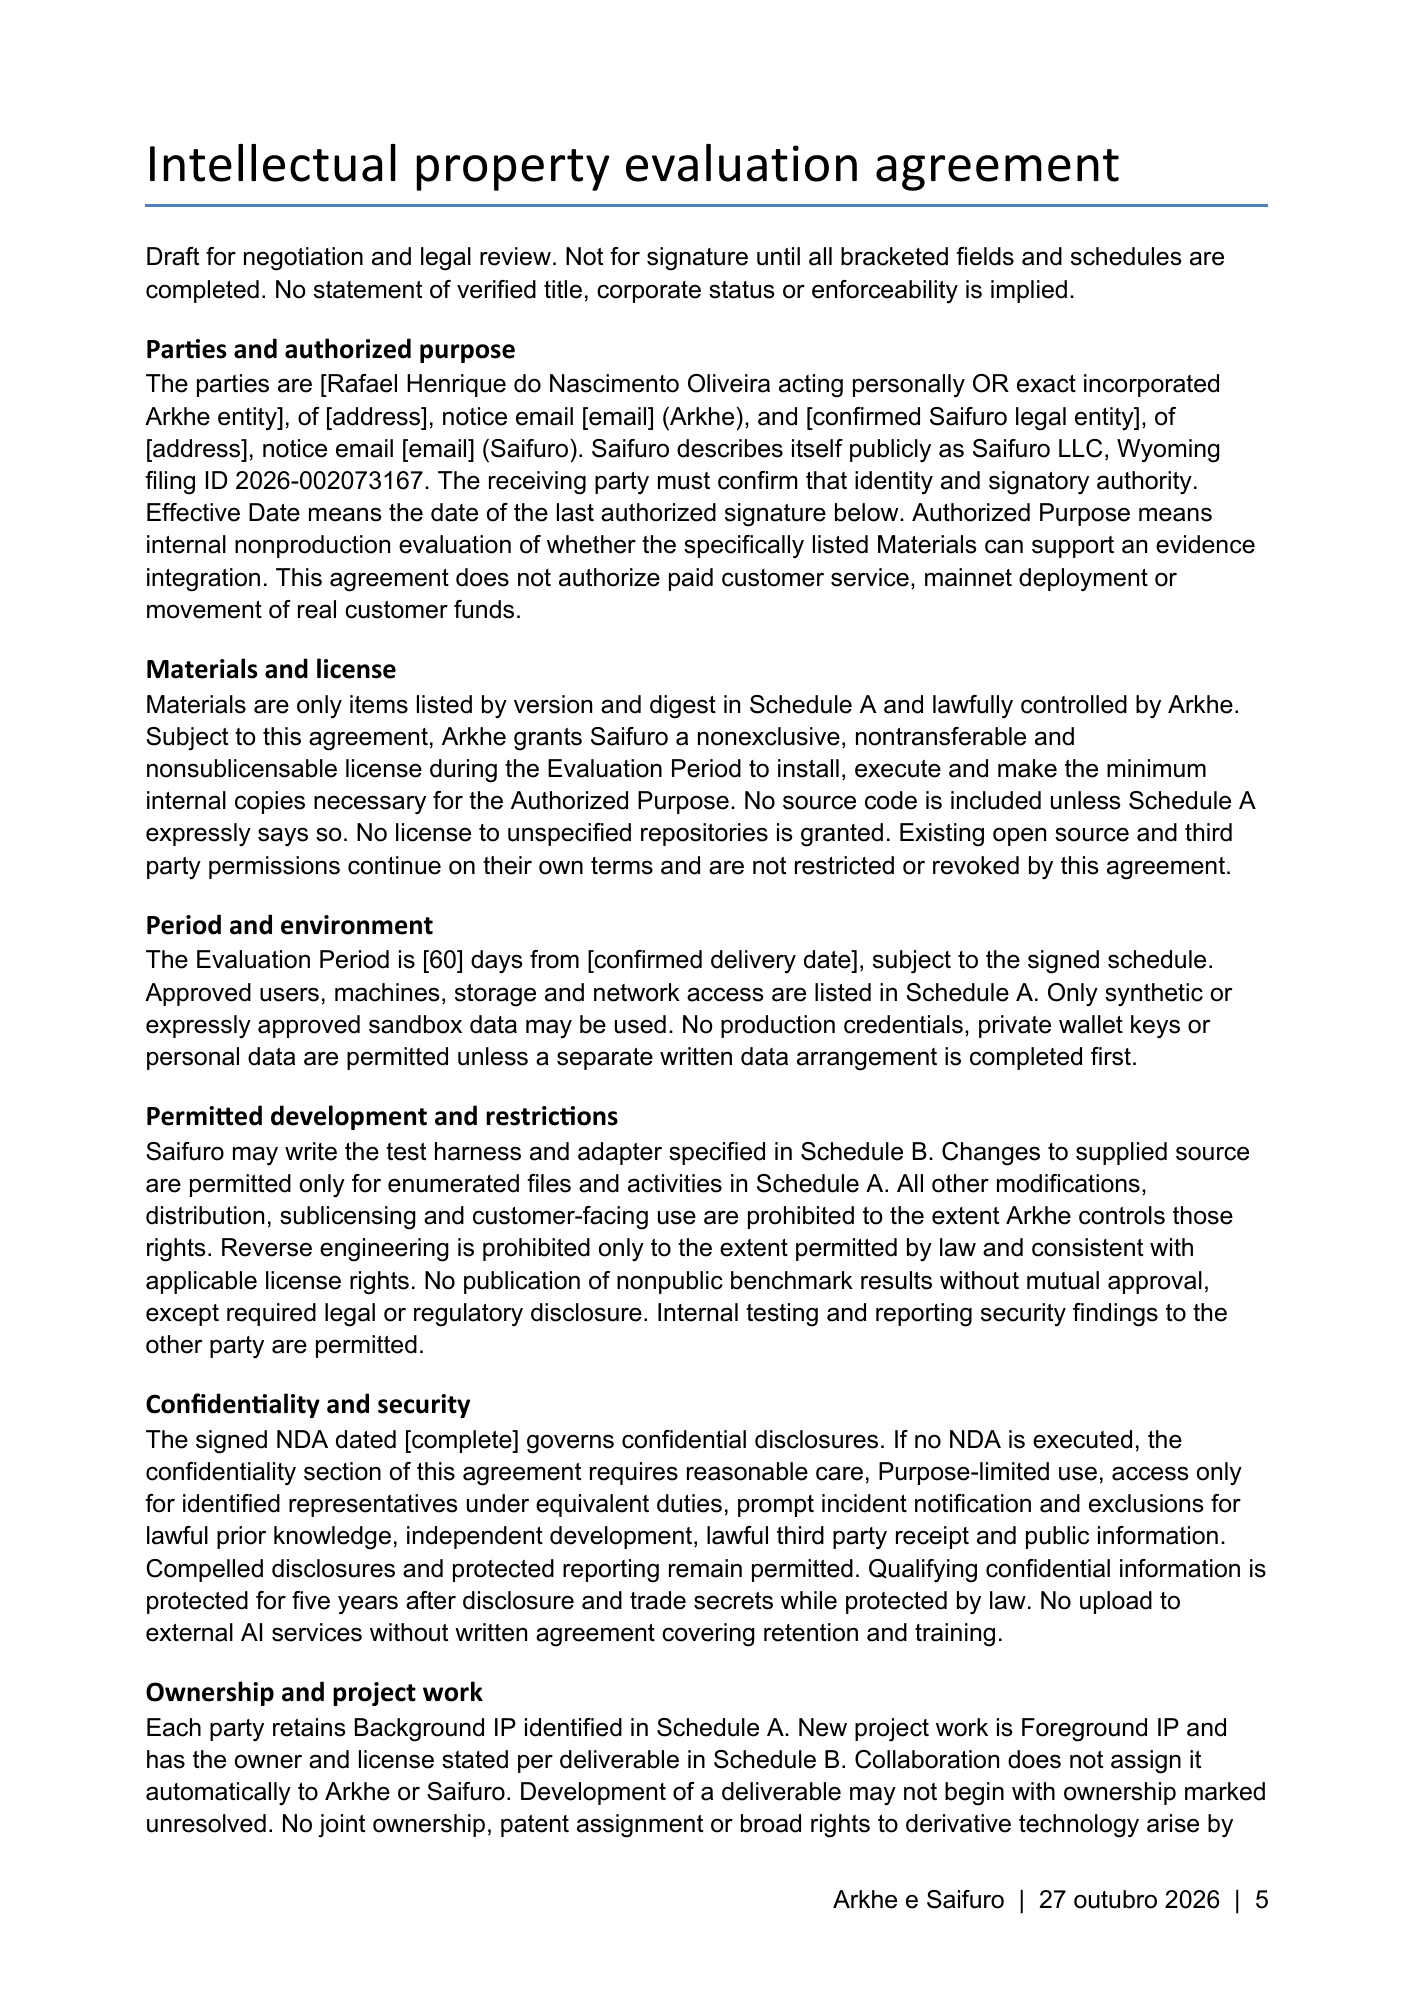 Intellectual property evaluation agreement
Draft for negotiation and legal review. Not for signature until all bracketed fields and schedules are
completed. No statement of verified title, corporate status or enforceability is implied.
Parties and authorized purpose
The parties are [Rafael Henrique do Nascimento Oliveira acting personally OR exact incorporated
Arkhe entity], of [address], notice email [email] (Arkhe), and [confirmed Saifuro legal entity], of
[address], notice email [email] (Saifuro). Saifuro describes itself publicly as Saifuro LLC, Wyoming
filing ID 2026-002073167. The receiving party must confirm that identity and signatory authority.
Effective Date means the date of the last authorized signature below. Authorized Purpose means
internal nonproduction evaluation of whether the specifically listed Materials can support an evidence
integration. This agreement does not authorize paid customer service, mainnet deployment or
movement of real customer funds.
Materials and license
Materials are only items listed by version and digest in Schedule A and lawfully controlled by Arkhe.
Subject to this agreement, Arkhe grants Saifuro a nonexclusive, nontransferable and
nonsublicensable license during the Evaluation Period to install, execute and make the minimum
internal copies necessary for the Authorized Purpose. No source code is included unless Schedule A
expressly says so. No license to unspecified repositories is granted. Existing open source and third
party permissions continue on their own terms and are not restricted or revoked by this agreement.
Period and environment
The Evaluation Period is [60] days from [confirmed delivery date], subject to the signed schedule.
Approved users, machines, storage and network access are listed in Schedule A. Only synthetic or
expressly approved sandbox data may be used. No production credentials, private wallet keys or
personal data are permitted unless a separate written data arrangement is completed first.
Permitted development and restrictions
Saifuro may write the test harness and adapter specified in Schedule B. Changes to supplied source
are permitted only for enumerated files and activities in Schedule A. All other modifications,
distribution, sublicensing and customer-facing use are prohibited to the extent Arkhe controls those
rights. Reverse engineering is prohibited only to the extent permitted by law and consistent with
applicable license rights. No publication of nonpublic benchmark results without mutual approval,
except required legal or regulatory disclosure. Internal testing and reporting security findings to the
other party are permitted.
Confidentiality and security
The signed NDA dated [complete] governs confidential disclosures. If no NDA is executed, the
confidentiality section of this agreement requires reasonable care, Purpose-limited use, access only
for identified representatives under equivalent duties, prompt incident notification and exclusions for
lawful prior knowledge, independent development, lawful third party receipt and public information.
Compelled disclosures and protected reporting remain permitted. Qualifying confidential information is
protected for five years after disclosure and trade secrets while protected by law. No upload to
external AI services without written agreement covering retention and training.
Ownership and project work
Each party retains Background IP identified in Schedule A. New project work is Foreground IP and
has the owner and license stated per deliverable in Schedule B. Collaboration does not assign it
automatically to Arkhe or Saifuro. Development of a deliverable may not begin with ownership marked
unresolved. No joint ownership, patent assignment or broad rights to derivative technology arise by
Arkhe e Saifuro | 27 outubro 2026 | 5